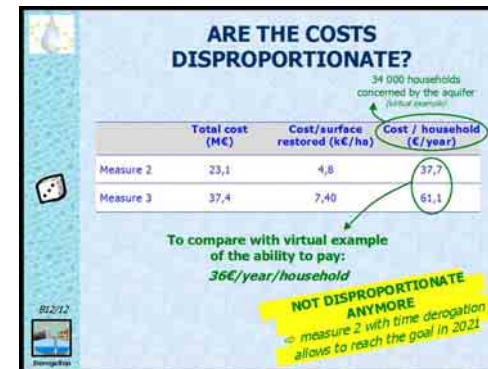 ARE THE COSTS
DISPROPORTIONATE?
34 000 households
concerned by the aquifer
(virtual example)
Total cost
(M€)
Cost/surface
restored (k€/ha)
Cost / household
(€/year)
Measure 2 23,1 4,8 37,7
Measure 3 37,4 7,40 61,1
To compare with virtual example
of the ability to pay:
36€/year/household
NOT DISPROPORTIONATE
ANYMORE
⇨ measure 2 with time derogation
allows to reach the goal in 2021
B12/12
Derogation